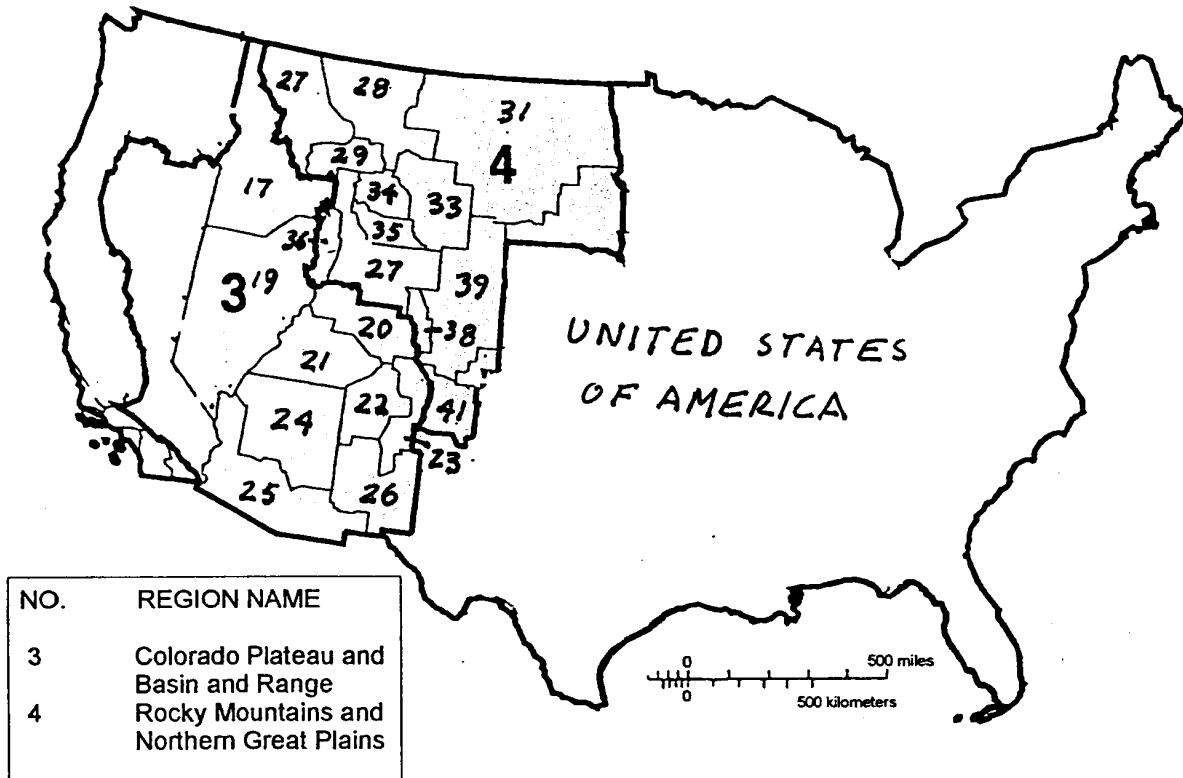 27
28
31
4
29
17
34
33
36
35
3
19
27
39
20
38
21
22
41
24
23
25
26
UNITED STATES
OF AMERICA
NO. REGION NAME
3 Colorado Plateau and
Basin and Range
4 Rocky Mountains and
Northern Great Plains
0 500 miles
0 500 kilometers